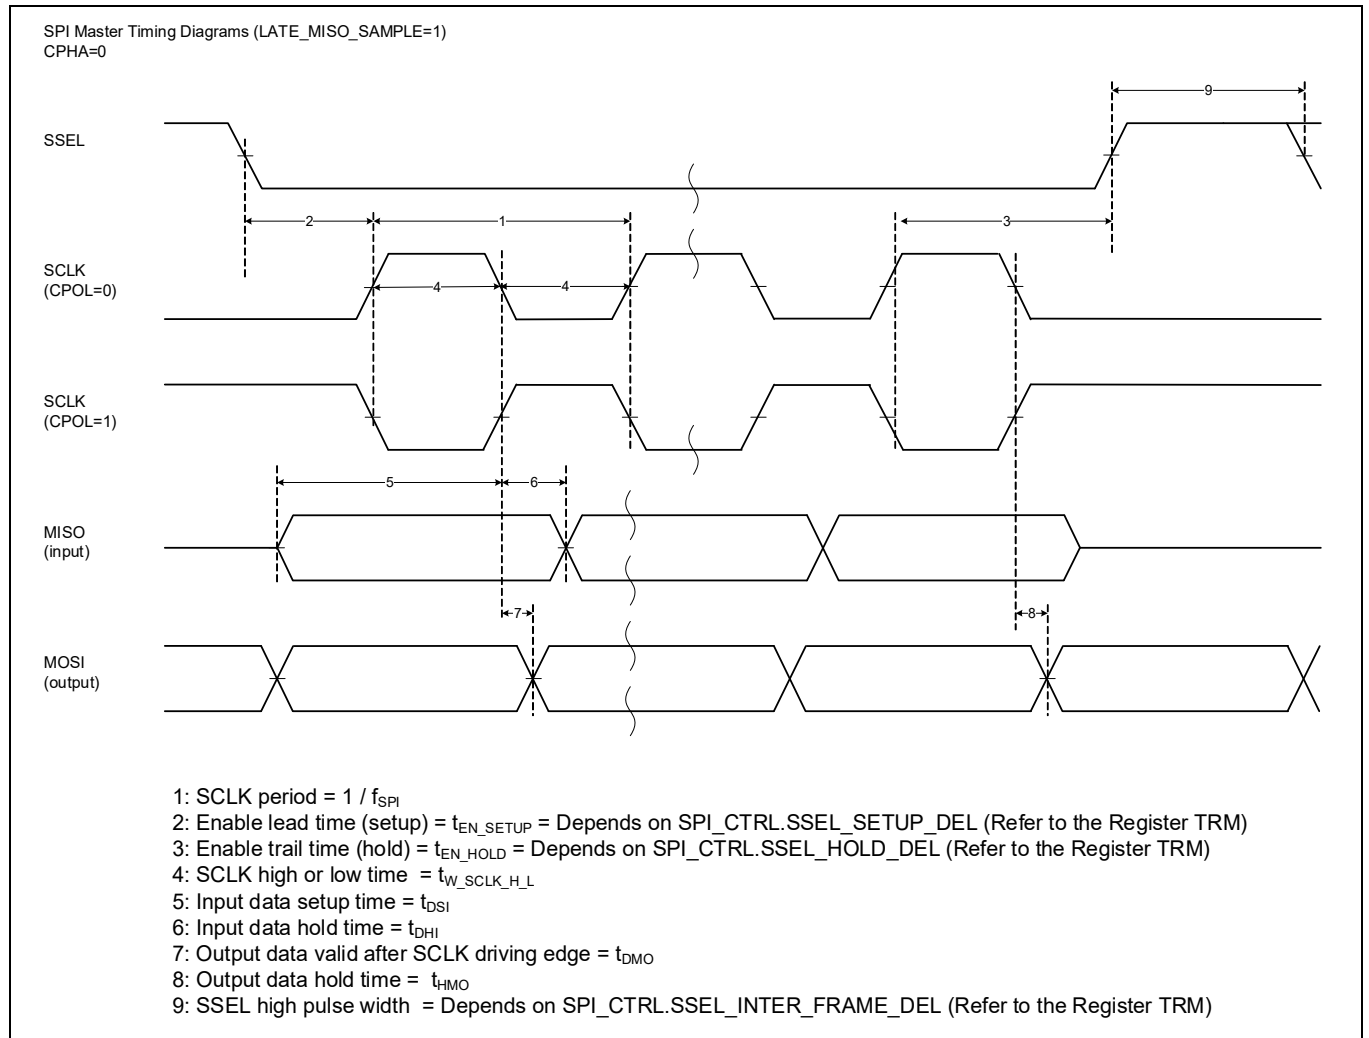 SPI Master Timing Diagrams (LATE_MISO_SAMPLE=1)
CPHA=0
9
SSEL
2
1
3
SCLK
(CPOL=0)
4
4
SCLK
(CPOL=1)
5
6
MISO
(input)
7
8
MOSI
(output)
1: SCLK period = 1 / fSPI
2: Enable lead time (setup) = tEN_SETUP = Depends on SPI_CTRL.SSEL_SETUP_DEL (Refer to the Register TRM)
3: Enable trail time (hold) = tEN_HOLD = Depends on SPI_CTRL.SSEL_HOLD_DEL (Refer to the Register TRM)
4: SCLK high or low time = tW_SCLK_H_L
5: Input data setup time = tDSI
6: Input data hold time = tDHI
7: Output data valid after SCLK driving edge = tDMO
8: Output data hold time = tHMO
9: SSEL high pulse width = Depends on SPI_CTRL.SSEL_INTER_FRAME_DEL (Refer to the Register TRM)